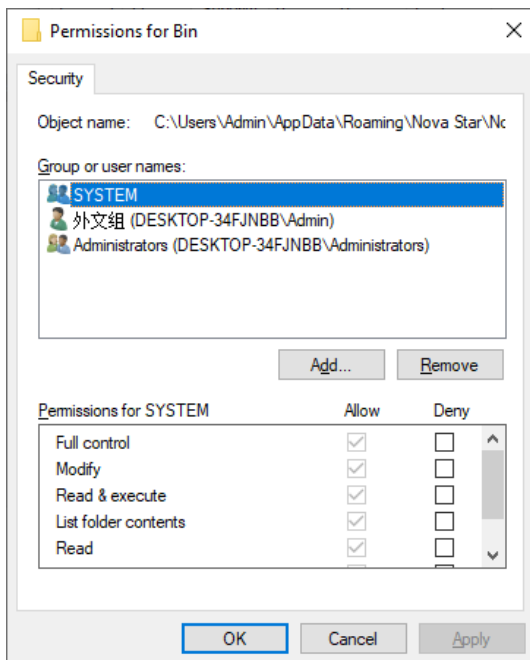 Permissions for Bin
Security
Object name: C:\Users\Admin\AppData\Roaming\Nova Star\Nc
Group or user names:
SYSTEM
外文组 (DESKTOP-34FJNBB\Admin)
Administrators (DESKTOP-34FJNBB\Administrators)
Add... Remove
Permissions for SYSTEM Allow Deny
Full control
Modify
Read & execute
List folder contents
Read
OK Cancel Apply